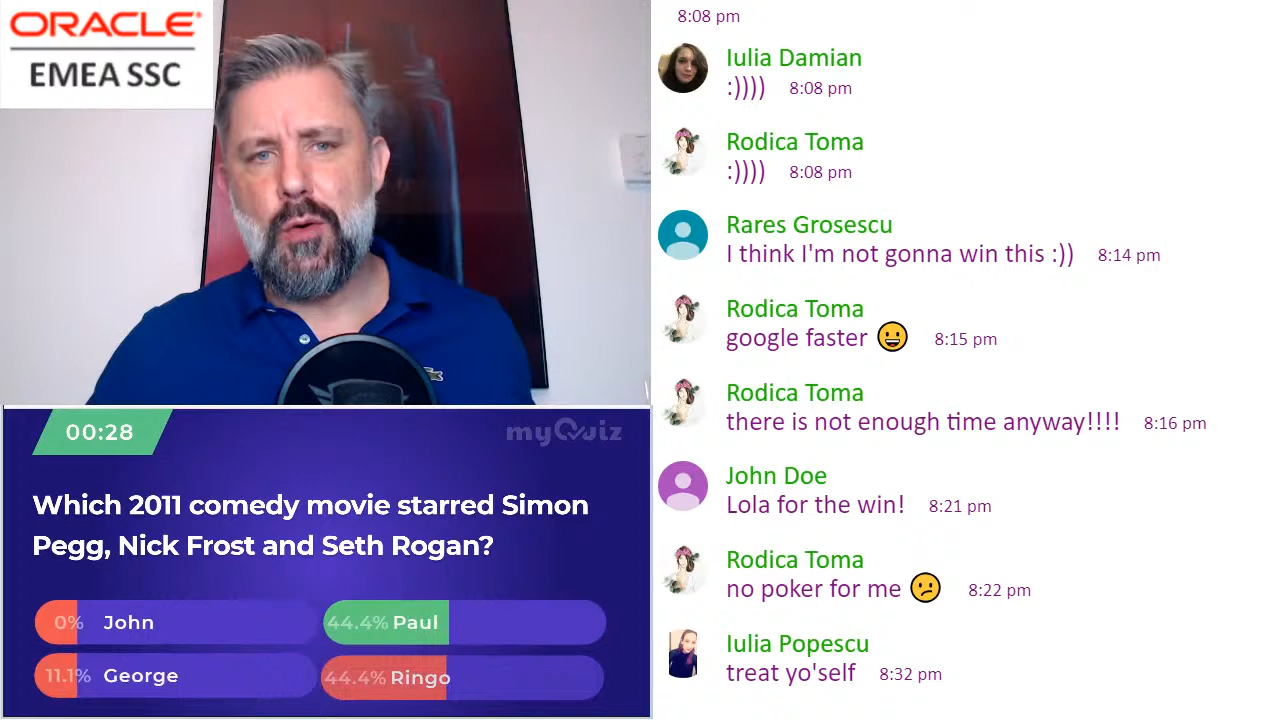 ORACLE®
EMEA SSC
00:28
myQuiz
Which 2011 comedy movie starred Simon
Pegg, Nick Frost and Seth Rogan?
0% John
44.4% Paul
11.1% George
44.4% Ringo
8:08 pm
Iulia Damian
:)))) 8:08 pm
Rodica Toma
:)))) 8:08 pm
Rares Grosescu
I think I'm not gonna win this :)) 8:14 pm
Rodica Toma
google faster 😀 8:15 pm
Rodica Toma
there is not enough time anyway!!!! 8:16 pm
John Doe
Lola for the win! 8:21 pm
Rodica Toma
no poker for me 😕 8:22 pm
Iulia Popescu
treat yo'self 8:32 pm